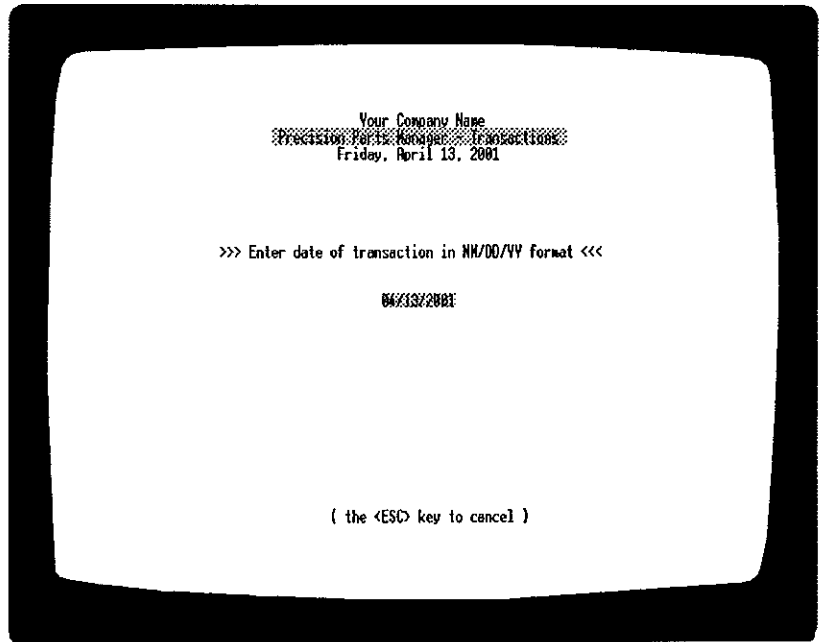 Your Company Name
Precision Parts Manager - Transactions
Friday, April 13, 2001
>>> Enter date of transaction in MM/DD/YY format <<<
04/13/2001
( the <ESC> key to cancel )